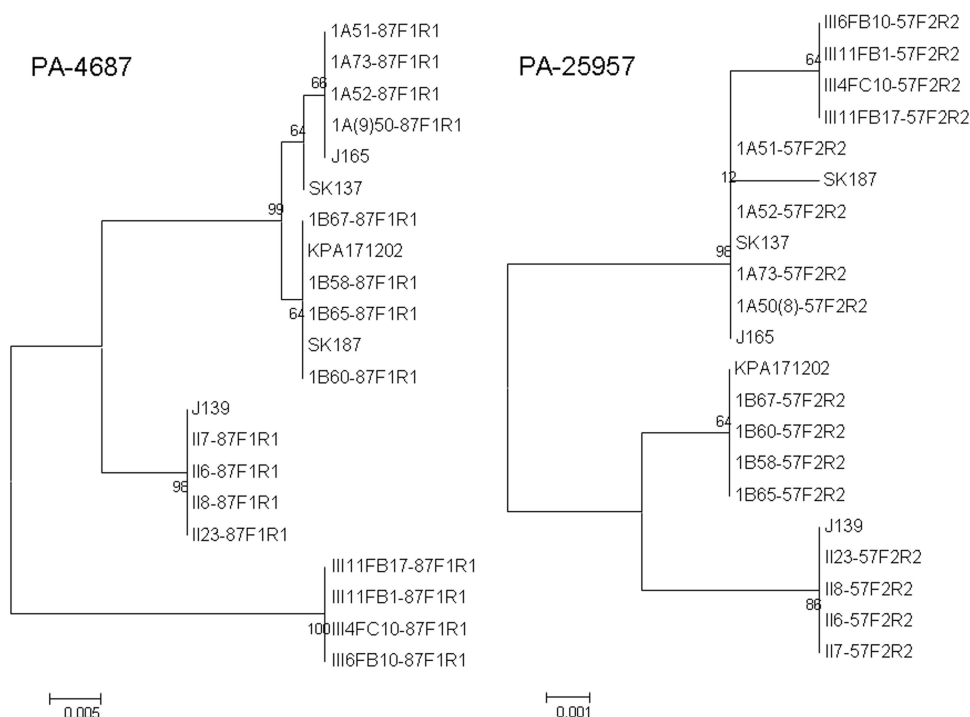 PA-4687
1A51-87F1R1
1A73-87F1R1
66
1A52-87F1R1
1A(9)50-87F1R1
64
J165
SK137
99
1B67-87F1R1
KPA171202
1B58-87F1R1
64
1B65-87F1R1
SK187
1B60-87F1R1
J139
II7-87F1R1
II6-87F1R1
98
II8-87F1R1
II23-87F1R1
III11FB17-87F1R1
III11FB1-87F1R1
100
III4FC10-87F1R1
III6FB10-87F1R1
0.005
PA-25957
III6FB10-57F2R2
64
III11FB1-57F2R2
III4FC10-57F2R2
III11FB17-57F2R2
1A51-57F2R2
12
SK187
1A52-57F2R2
SK137
98
1A73-57F2R2
1A50(8)-57F2R2
J165
KPA171202
1B67-57F2R2
64
1B60-57F2R2
1B58-57F2R2
1B65-57F2R2
J139
II23-57F2R2
II8-57F2R2
86
II6-57F2R2
II7-57F2R2
0.001